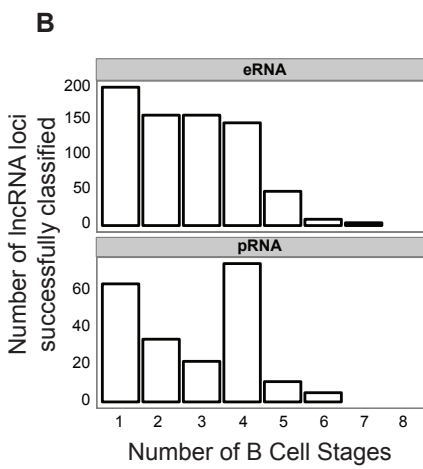 B
eRNA
200
150
100
50
0
pRNA
60
40
20
0
1 2 3 4 5 6 7 8
Number of B Cell Stages
Number of lncRNA loci
successfully classified